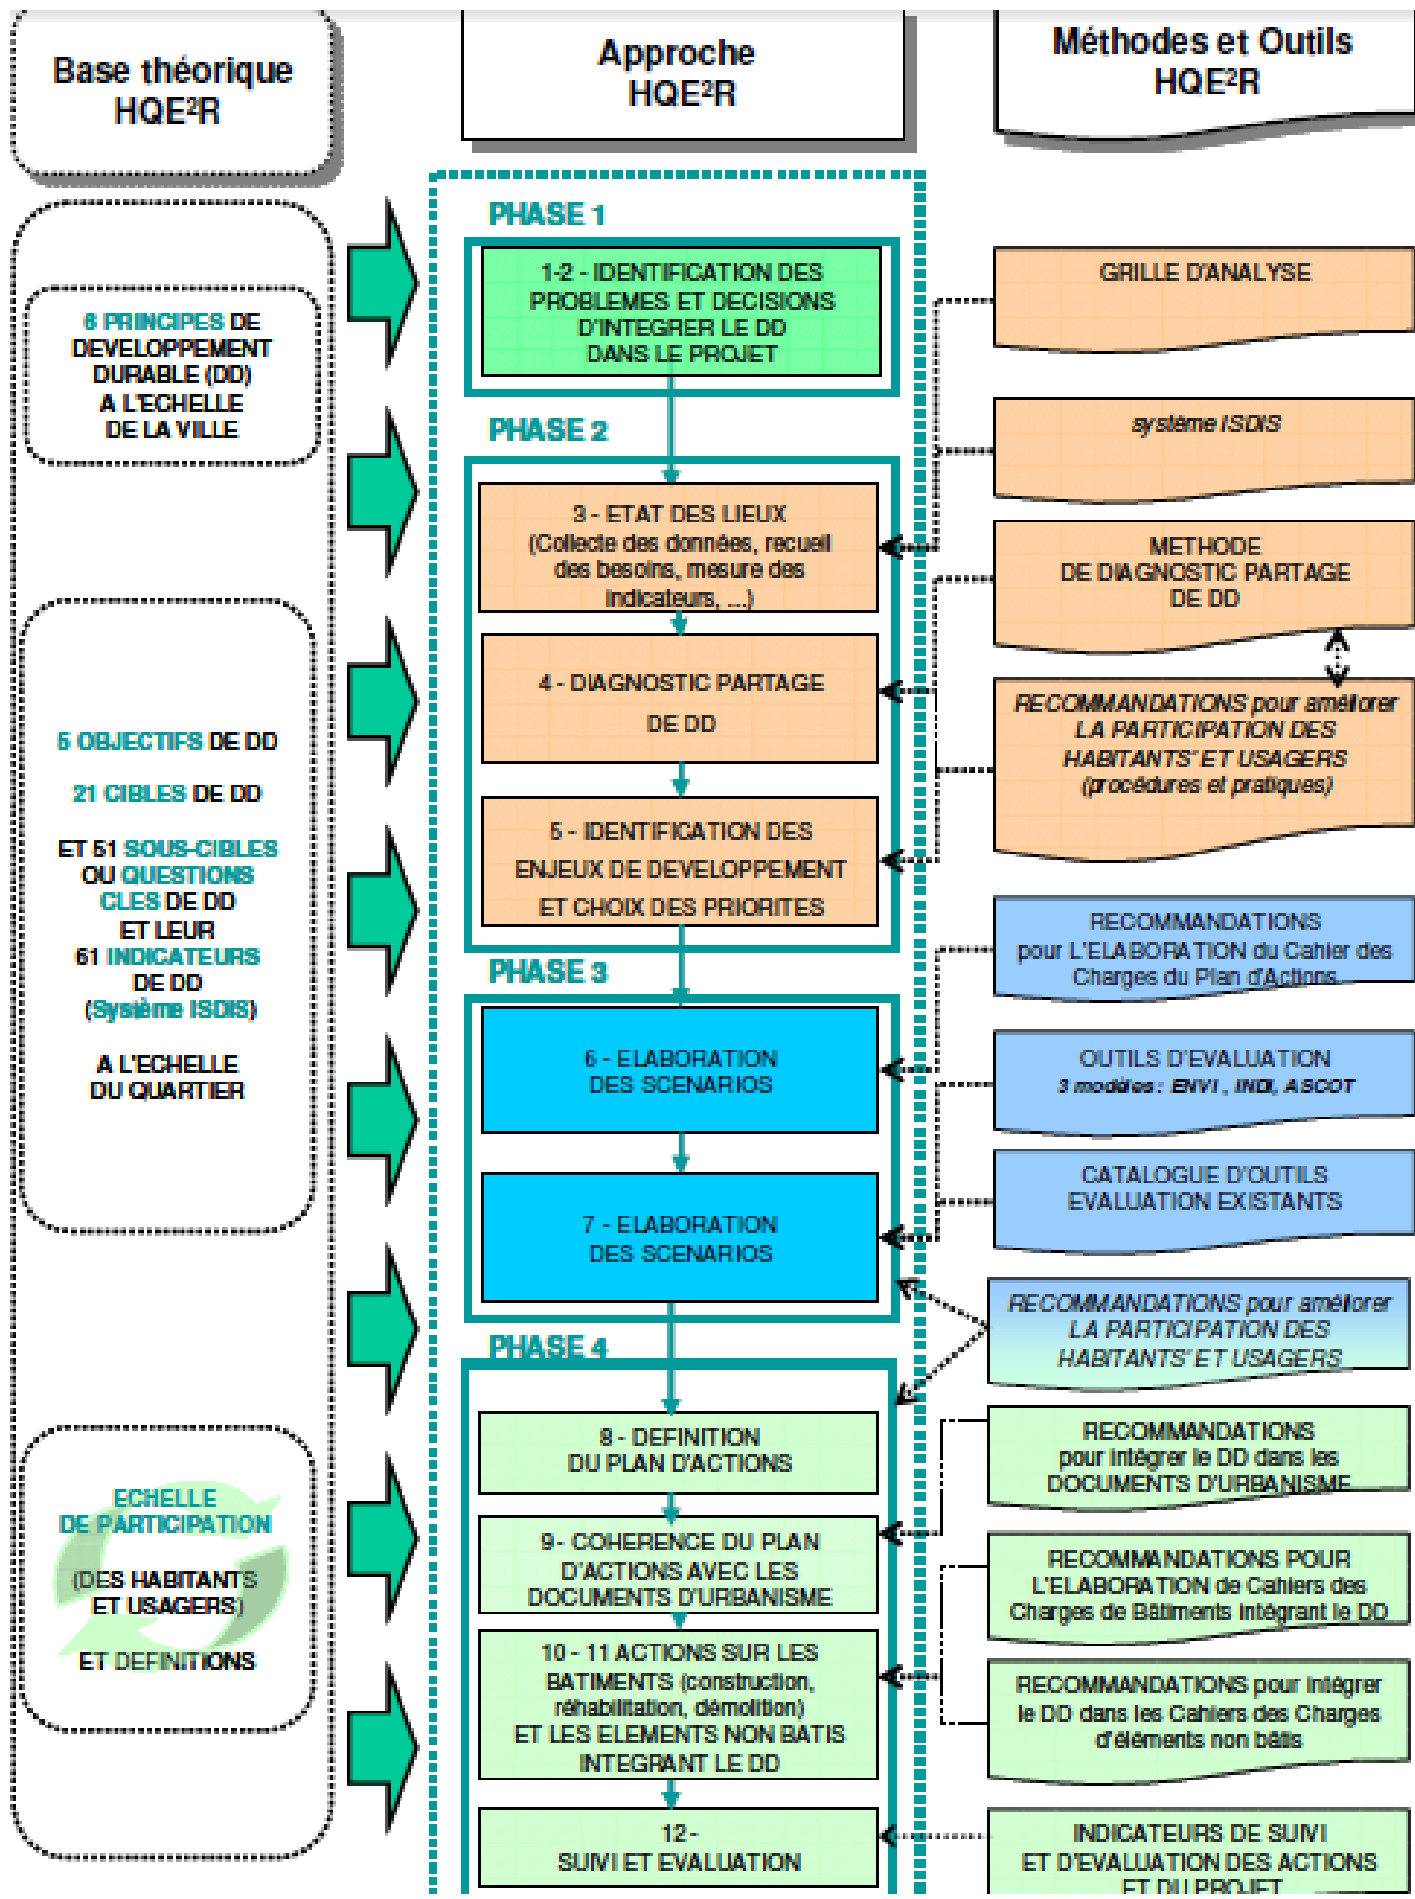 Base théorique
HQE²R
Approche
HQE²R
Méthodes et Outils
HQE²R
6 PRINCIPES DE
DEVELOPPEMENT
DURABLE (DD)
A L'ECHELLE
DE LA VILLE
5 OBJECTIFS DE DD
21 CIBLES DE DD
ET 51 SOUS-CIBLES
OU QUESTIONS
CLES DE DD
ET LEUR
61 INDICATEURS
DE DD
(Système ISDIS)
A L'ECHELLE
DU QUARTIER
ECHELLE
DE PARTICIPATION
(DES HABITANTS
ET USAGERS)
ET DEFINITIONS
PHASE 1
1-2 - IDENTIFICATION DES
PROBLEMES ET DECISIONS
D'INTEGRER LE DD
DANS LE PROJET
PHASE 2
3 - ETAT DES LIEUX
(Collecte des données, recueil
des besoins, mesure des
indicateurs, ...)
4 - DIAGNOSTIC PARTAGE
DE DD
5 - IDENTIFICATION DES
ENJEUX DE DEVELOPPEMENT
ET CHOIX DES PRIORITES
PHASE 3
6 - ELABORATION
DES SCENARIOS
7 - ELABORATION
DES SCENARIOS
PHASE 4
8 - DEFINITION
DU PLAN D'ACTIONS
9 - COHERENCE DU PLAN
D'ACTIONS AVEC LES
DOCUMENTS D'URBANISME
10 - 11 ACTIONS SUR LES
BATIMENTS (construction,
réhabilitation, démolition)
ET LES ELEMENTS NON BATIS
INTEGRANT LE DD
12 -
SUIVI ET EVALUATION
GRILLE D'ANALYSE
système ISDIS
METHODE
DE DIAGNOSTIC PARTAGE
DE DD
RECOMMANDATIONS pour améliorer
LA PARTICIPATION DES
HABITANTS' ET USAGERS
(procédures et pratiques)
RECOMMANDATIONS
pour L'ELABORATION du Cahier des
Charges du Plan d'Actions
OUTILS D'EVALUATION
3 modèles : ENVI , INDI, ASCOT
CATALOGUE D'OUTILS
EVALUATION EXISTANTS
RECOMMANDATIONS pour améliorer
LA PARTICIPATION DES
HABITANTS' ET USAGERS
RECOMMANDATIONS
pour intégrer le DD dans les
DOCUMENTS D'URBANISME
RECOMMANDATIONS POUR
L'ELABORATION de Cahiers des
Charges de Bâtiments intégrant le DD
RECOMMANDATIONS pour intégrer
le DD dans les Cahiers des Charges
d'éléments non bâtis
INDICATEURS DE SUIVI
ET D'EVALUATION DES ACTIONS
ET DU PROJET